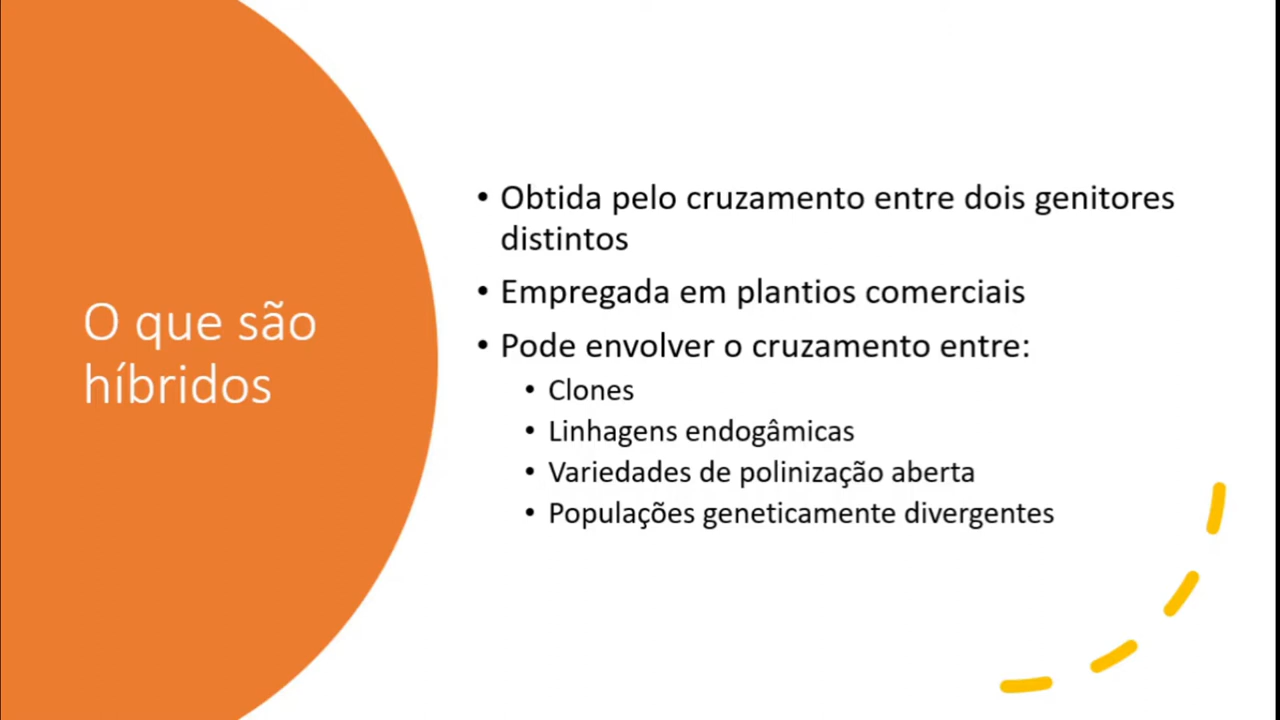 O que são
híbridos
• Obtida pelo cruzamento entre dois genitores
distintos
• Empregada em plantios comerciais
• Pode envolver o cruzamento entre:
• Clones
• Linhagens endogâmicas
• Variedades de polinização aberta
• Populações geneticamente divergentes